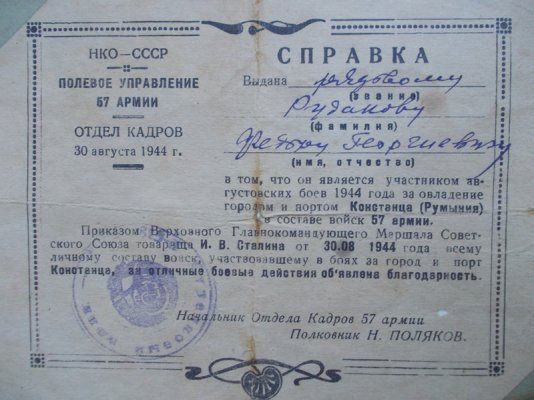 НКО—СССР
ПОЛЕВОЕ УПРАВЛЕНИЕ
57 АРМИИ
ОТДЕЛ КАДРОВ
30 августа 1944 г.
СПРАВКА
Выдана рядовому
(звание)
Рудакову
(фамилия)
Федору Георгиевичу
(имя, отчество)
в том, что он является участником ав-
густовских боев 1944 года за овладение
городом и портом Констанца (Румыния)
в составе войск 57 армии.
Приказом Верховного Главнокомандующего Маршала Совет-
ского Союза товарища И. В. Сталина от 30.08 1944 года всему
личному составу войск, участвовавшему в боях за город и порт
Констанца, за отличные боевые действия об'явлена благодарность.
Начальник Отдела Кадров 57 армии
Полковник Н. ПОЛЯКОВ.